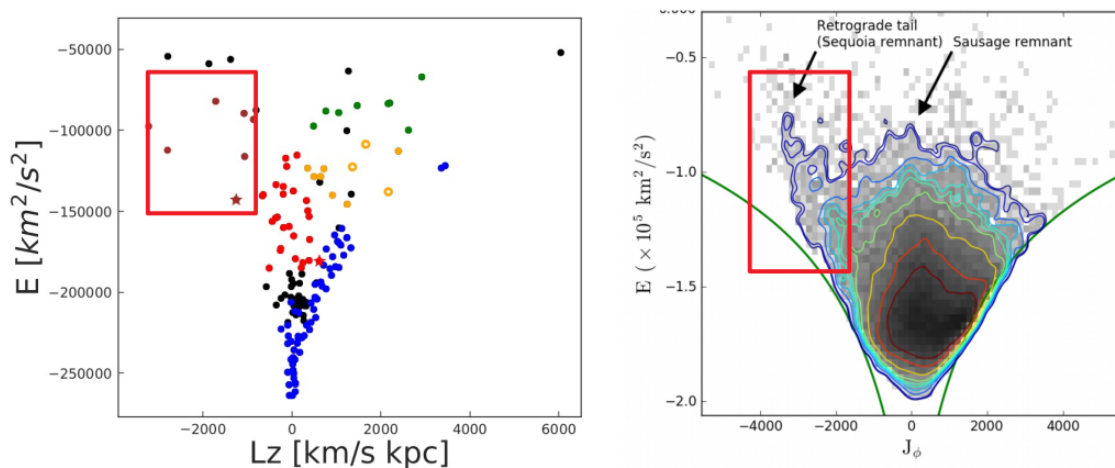 −50000
−100000
−150000
−200000
−250000
E [km²/s²]
−2000 0 2000 4000 6000
Lz [km/s kpc]
Retrograde tail
(Sequoia remnant) Sausage remnant
−0.5
−1.0
−1.5
−2.0
E ( × 10⁵ km²/s²)
−4000 −2000 0 2000 4000
J_ϕ